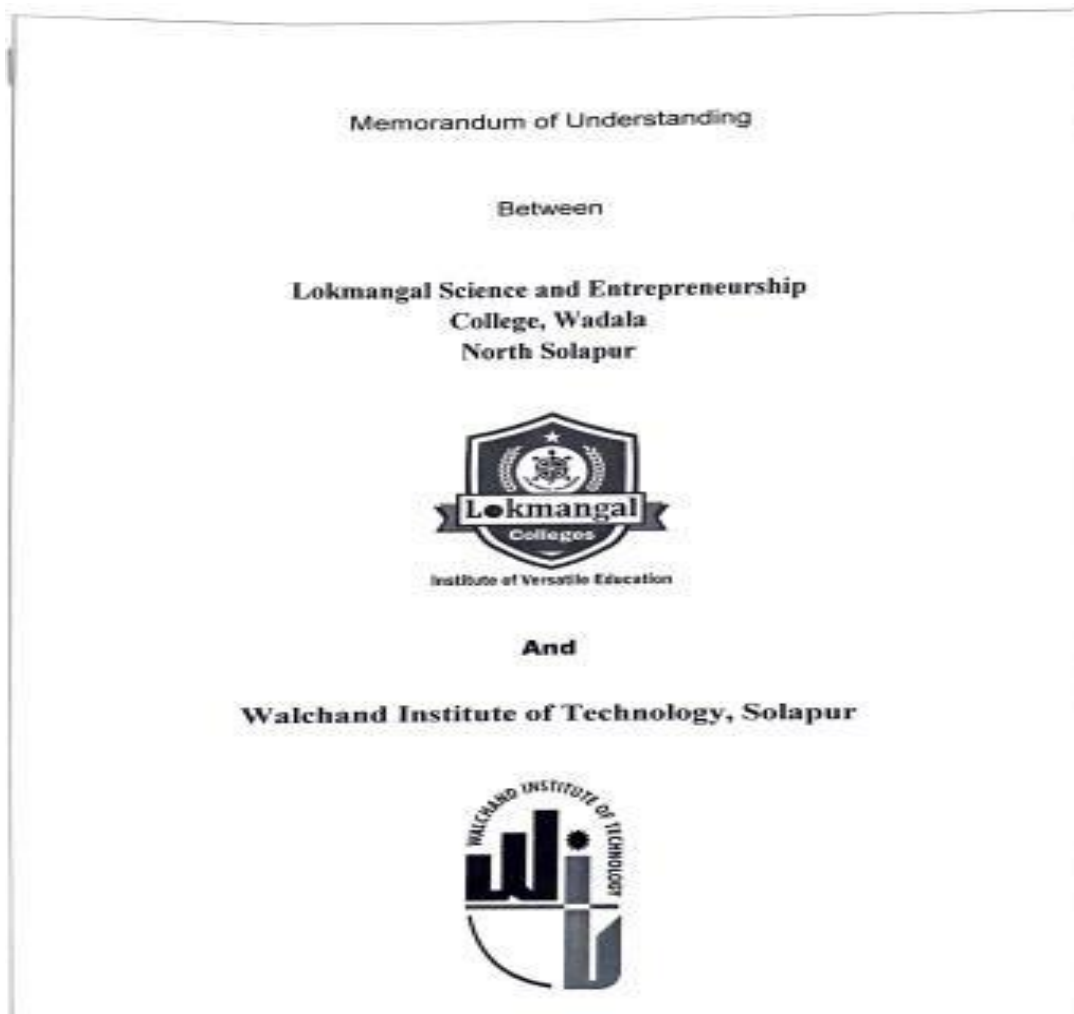 Memorandum of Understanding
Between
Lokmangal Science and Entrepreneurship
College, Wadala
North Solapur
Lokmangal
Colleges
Institute of Versatile Education
And
Walchand Institute of Technology, Solapur
WALCHAND INSTITUTE OF TECHNOLOGY
WIT